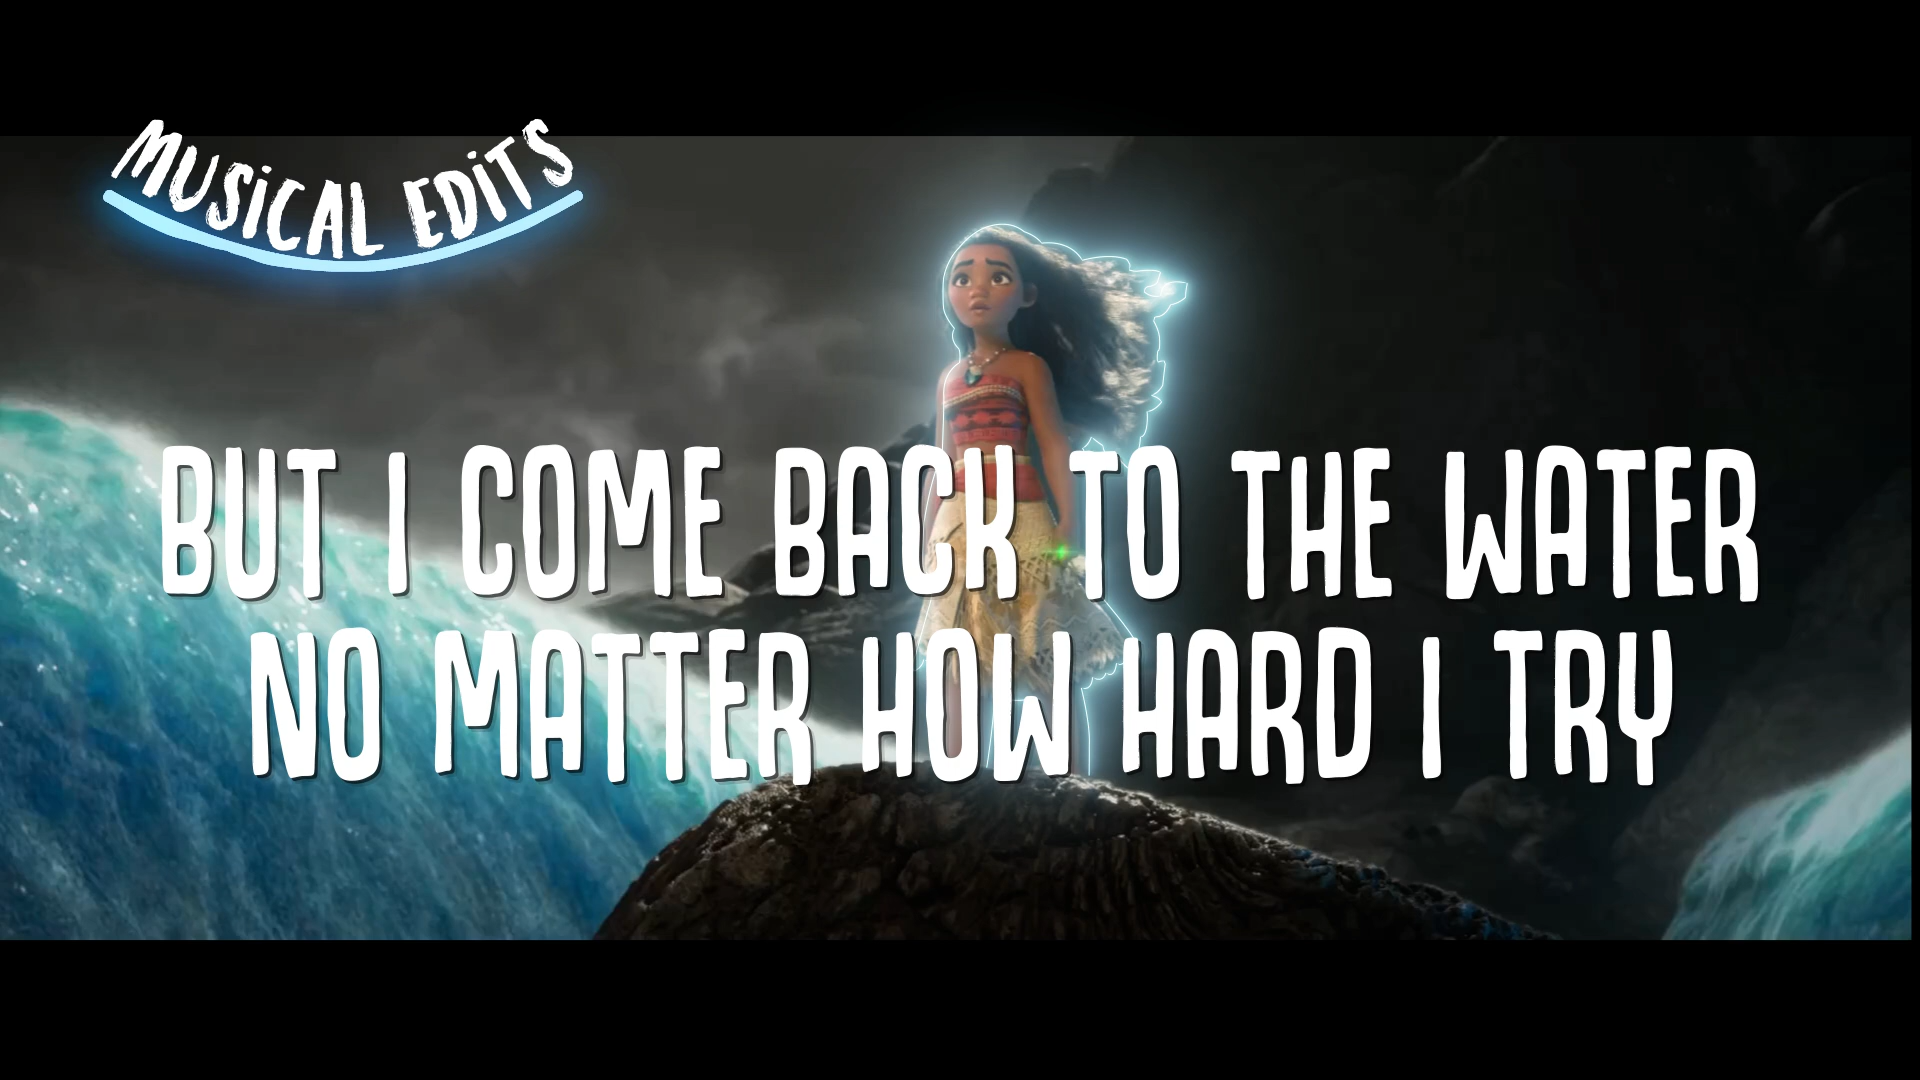 MUSiCAL EDiTS
BUT I COME BACK TO THE WATER
NO MATTER HOW HARD I TRY